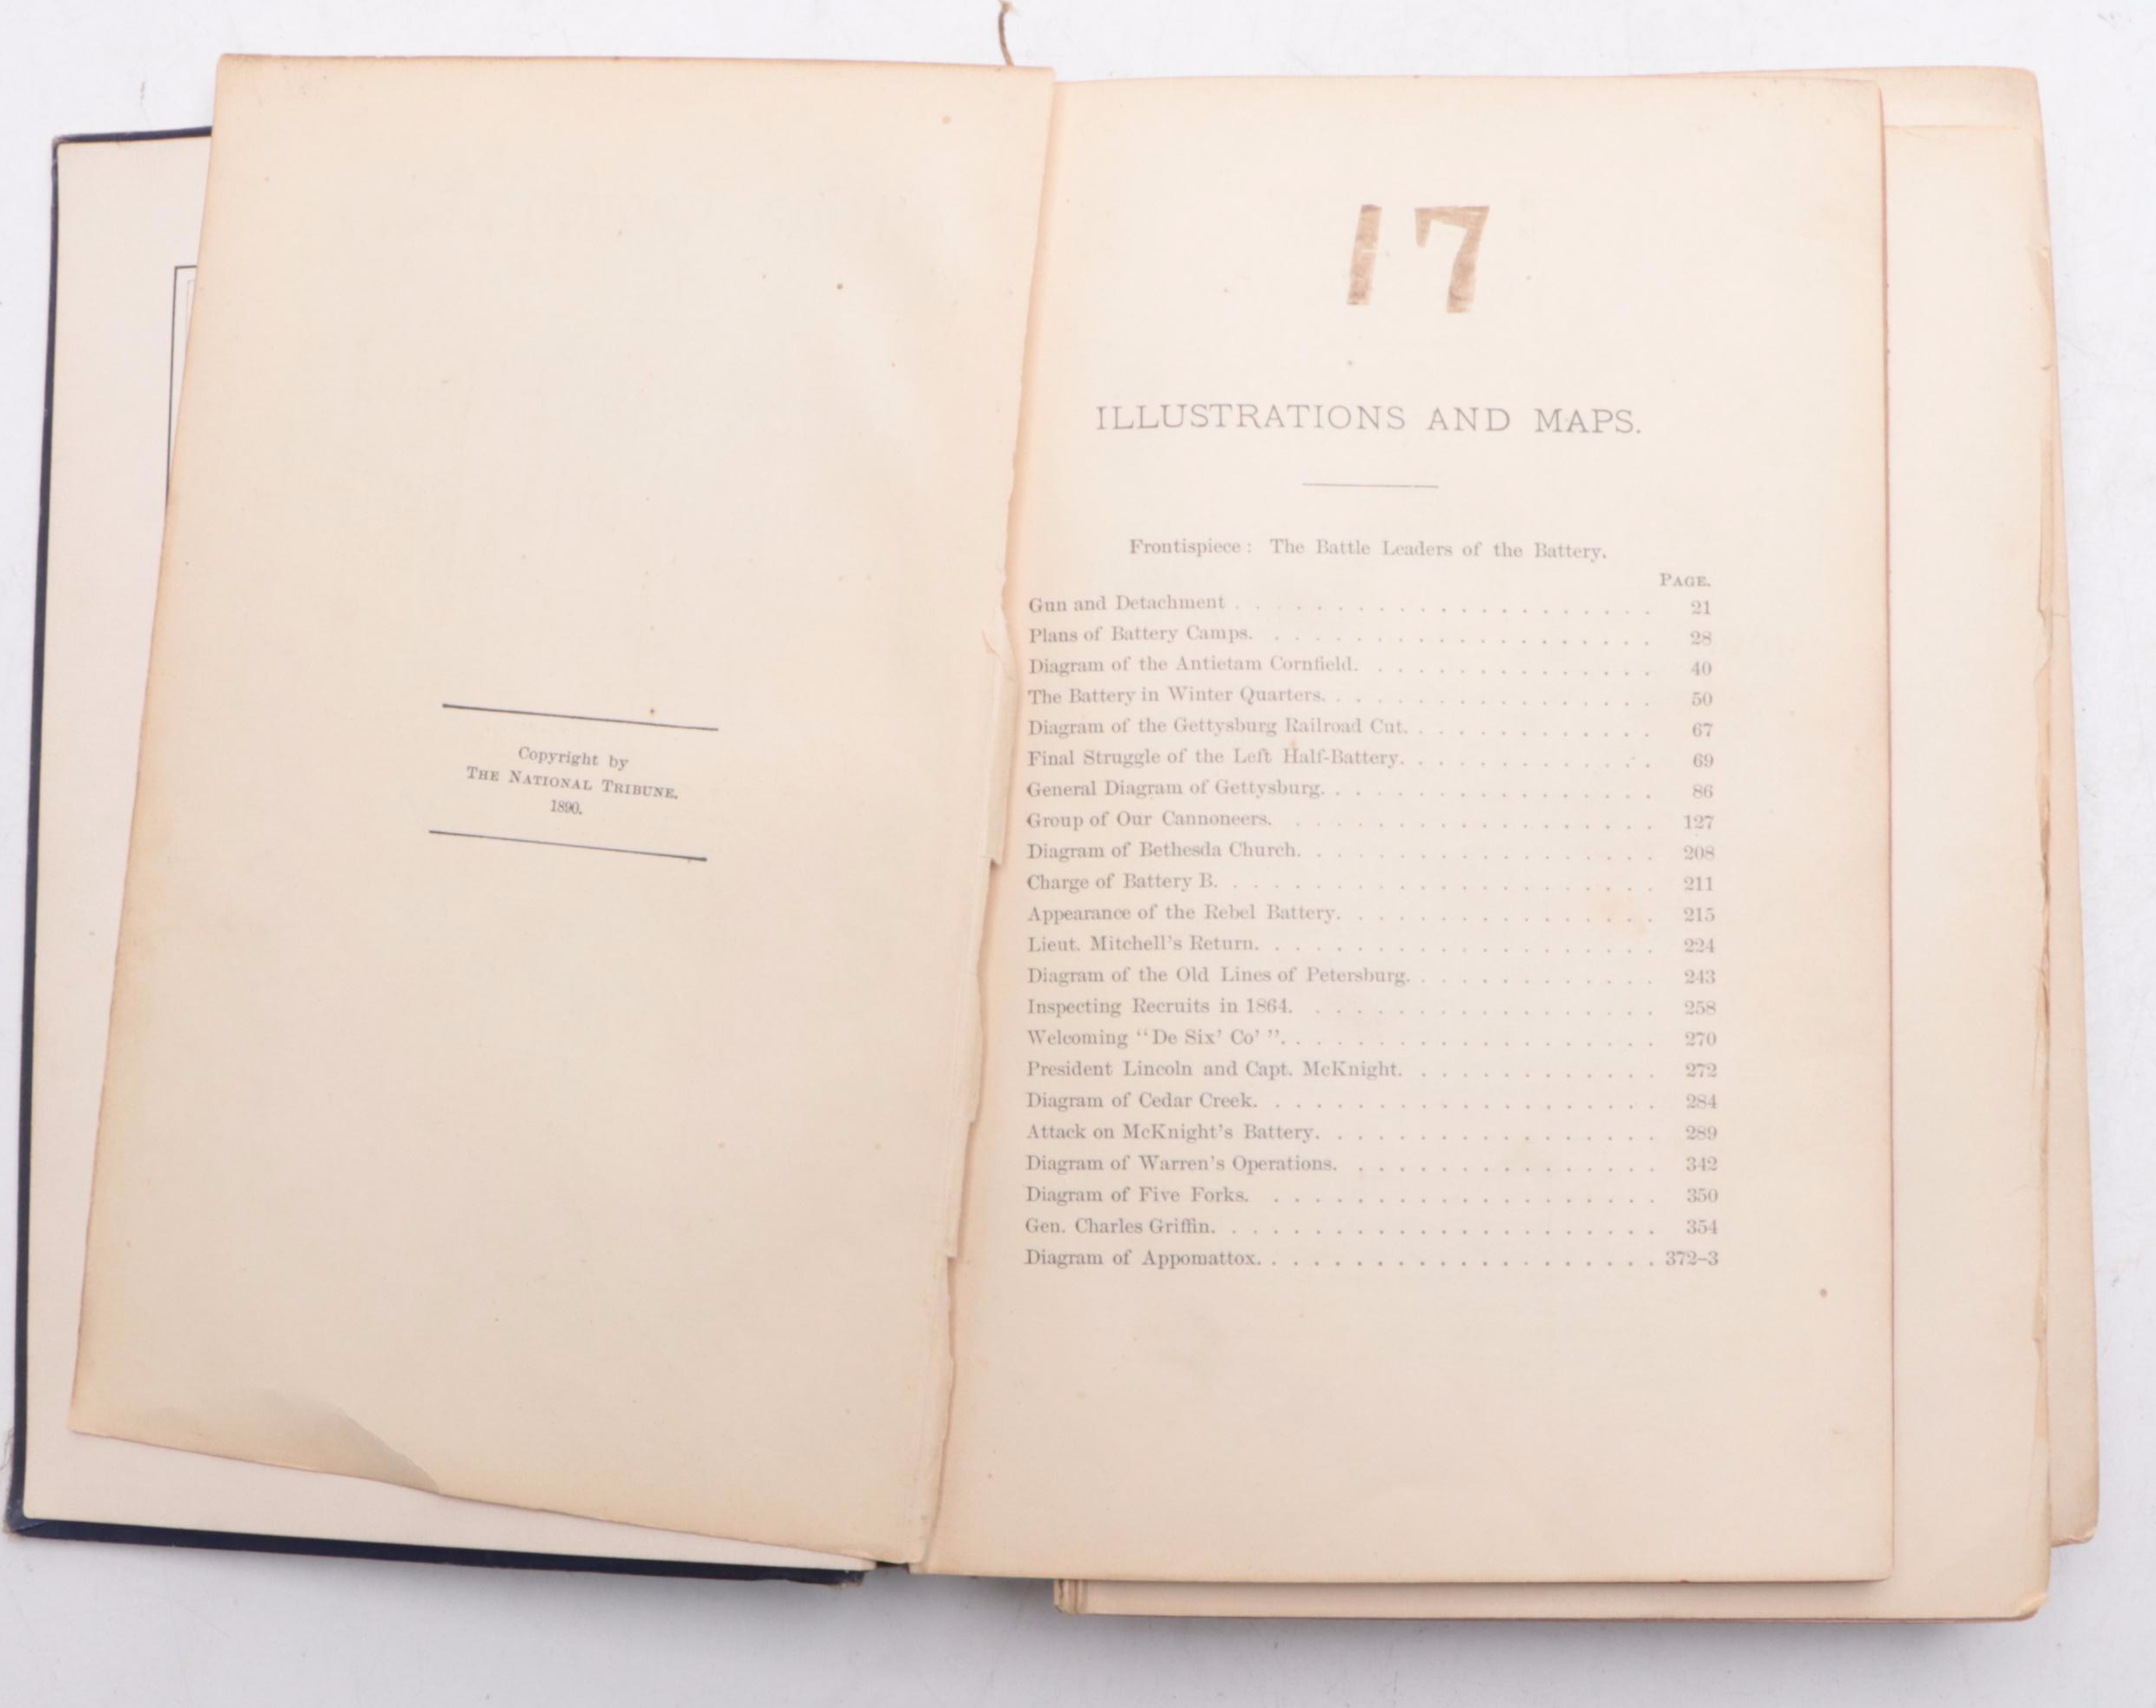 Copyright by
THE NATIONAL TRIBUNE.
1890.
17
ILLUSTRATIONS AND MAPS.
Frontispiece: The Battle Leaders of the Battery.
PAGE.
Gun and Detachment . . . . . . . . . . . . . . . . . . . . 21
Plans of Battery Camps. . . . . . . . . . . . . . . . . . . 28
Diagram of the Antietam Cornfield. . . . . . . . . . . . . . . 40
The Battery in Winter Quarters. . . . . . . . . . . . . . . . . 50
Diagram of the Gettysburg Railroad Cut. . . . . . . . . . . . . 67
Final Struggle of the Left Half-Battery. . . . . . . . . . . . . 69
General Diagram of Gettysburg. . . . . . . . . . . . . . . . . 86
Group of Our Cannoneers. . . . . . . . . . . . . . . . . . 127
Diagram of Bethesda Church. . . . . . . . . . . . . . . . . . 208
Charge of Battery B. . . . . . . . . . . . . . . . . . . . . 211
Appearance of the Rebel Battery. . . . . . . . . . . . . . . . 215
Lieut. Mitchell's Return. . . . . . . . . . . . . . . . . . . . 224
Diagram of the Old Lines of Petersburg. . . . . . . . . . . . . 243
Inspecting Recruits in 1864. . . . . . . . . . . . . . . . . . 258
Welcoming "De Six' Co' ". . . . . . . . . . . . . . . . . . . 270
President Lincoln and Capt. McKnight. . . . . . . . . . . . . 272
Diagram of Cedar Creek. . . . . . . . . . . . . . . . . . . . 284
Attack on McKnight's Battery. . . . . . . . . . . . . . . . . 289
Diagram of Warren's Operations. . . . . . . . . . . . . . . . 342
Diagram of Five Forks. . . . . . . . . . . . . . . . . . . . 350
Gen. Charles Griffin. . . . . . . . . . . . . . . . . . . . . . 354
Diagram of Appomattox. . . . . . . . . . . . . . . . . . . . 372–3